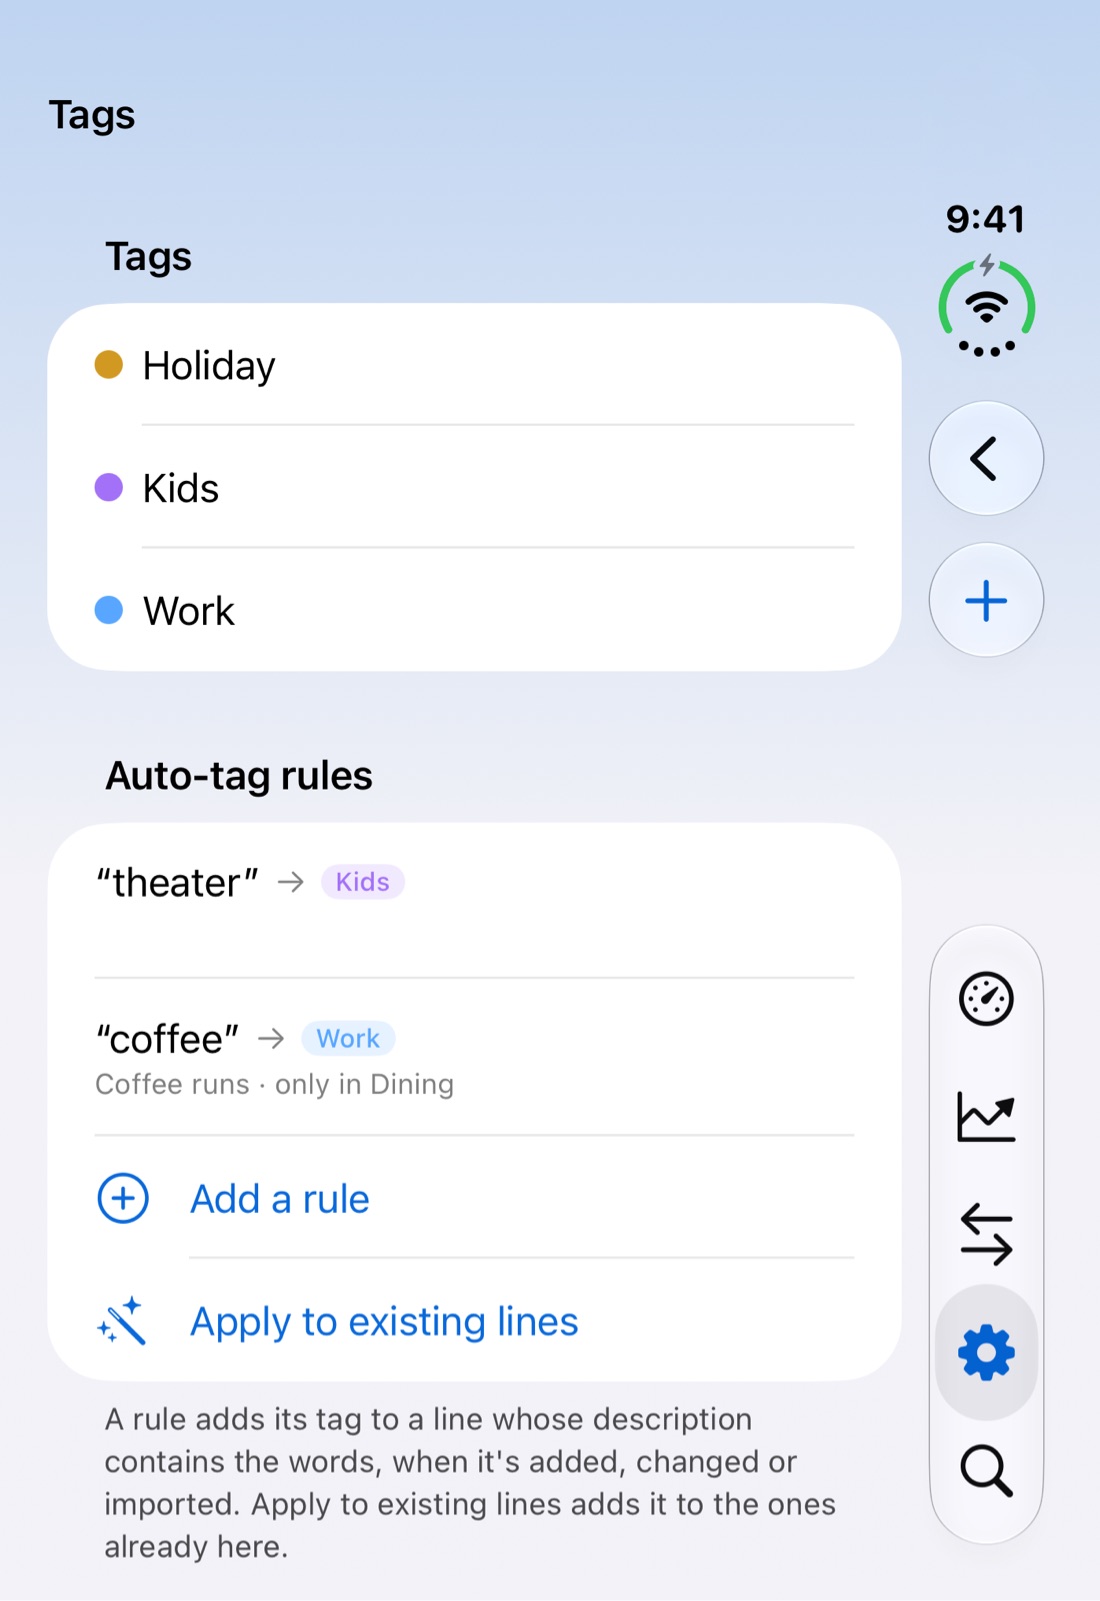 Tags
9:41
Tags
Holiday
Kids
Work
Auto-tag rules
“theater” → Kids
“coffee” → Work
Coffee runs · only in Dining
Add a rule
Apply to existing lines
A rule adds its tag to a line whose description
contains the words, when it's added, changed or
imported. Apply to existing lines adds it to the ones
already here.